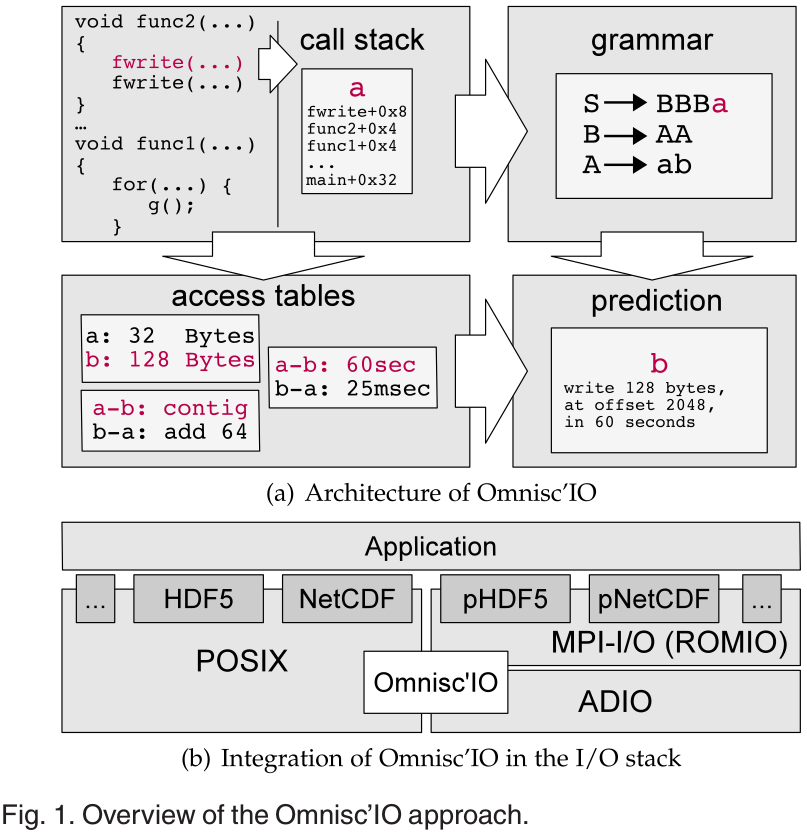 void func2(...)
{
fwrite(...)
fwrite(...)
}
…
void func1(...)
{
for(...) {
g();
}
call stack
a
fwrite+0x8
func2+0x4
func1+0x4
...
main+0x32
grammar
S → BBBa
B → AA
A → ab
access tables
a: 32 Bytes
b: 128 Bytes
a-b: 60sec
b-a: 25msec
a-b: contig
b-a: add 64
prediction
b
write 128 bytes,
at offset 2048,
in 60 seconds
(a) Architecture of Omnisc'IO
Application
... HDF5 NetCDF pHDF5 pNetCDF ...
POSIX
MPI-I/O (ROMIO)
Omnisc'IO
ADIO
(b) Integration of Omnisc'IO in the I/O stack
Fig. 1. Overview of the Omnisc'IO approach.